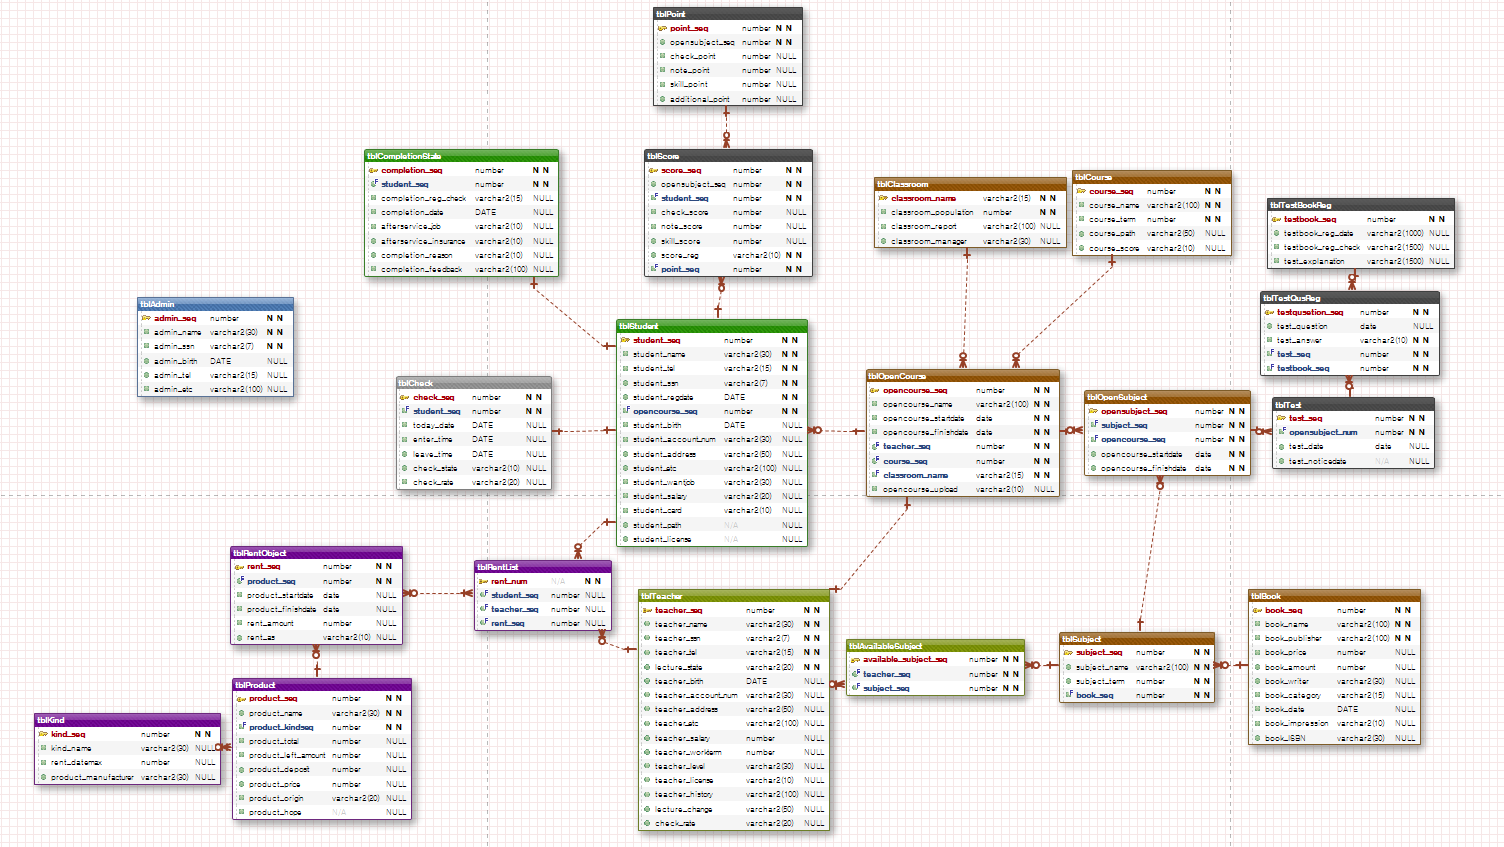 tblPoint
point_seq number N N
opensubject_seq number N N
check_point number NULL
note_point number NULL
skill_point number NULL
additional_point number NULL
tblCompletionState
completion_seq number N N
student_seq number N N
completion_reg_check varchar2(15) NULL
completion_date DATE NULL
afterservice_job varchar2(10) NULL
afterservice_insurance varchar2(10) NULL
completion_reason varchar2(10) NULL
completion_feedback varchar2(100) NULL
tblScore
score_seq number N N
opensubject_seq number N N
student_seq number N N
check_score number NULL
note_score number NULL
skill_score number NULL
score_reg varchar2(10) N N
point_seq number N N
tblClassroom
classroom_name varchar2(15) N N
classroom_population number N N
classroom_report varchar2(100) NULL
classroom_manager varchar2(30) NULL
tblCourse
course_seq number N N
course_name varchar2(100) N N
course_term number N N
course_path varchar2(50) NULL
course_score varchar2(10) N N
tblTestBookReg
testbook_seq number N N
testbook_reg_date varchar2(1000) NULL
testbook_reg_check varchar2(1500) NULL
test_explanation varchar2(1500) NULL
tblTestQusReg
testqusetion_seq number N N
test_question date NULL
test_answer varchar2(10) N N
test_seq number N N
testbook_seq number N N
tblAdmin
admin_seq number N N
admin_name varchar2(30) N N
admin_ssn varchar2(7) N N
admin_birth DATE NULL
admin_tel varchar2(15) NULL
admin_etc varchar2(100) NULL
tblStudent
student_seq number N N
student_name varchar2(30) N N
student_tel varchar2(15) N N
student_ssn varchar2(7) N N
student_regdate DATE N N
opencourse_seq number N N
student_birth DATE NULL
student_account_num varchar2(30) NULL
student_address varchar2(50) NULL
student_etc varchar2(100) NULL
student_wantjob varchar2(30) NULL
student_salary varchar2(20) NULL
student_card varchar2(10) NULL
student_path N/A NULL
student_license N/A NULL
tblCheck
check_seq number N N
student_seq number N N
today_date DATE NULL
enter_time DATE NULL
leave_time DATE NULL
check_state varchar2(10) NULL
check_rate varchar2(20) NULL
tblOpenCourse
opencourse_seq number N N
opencourse_name varchar2(100) N N
opencourse_startdate date N N
opencourse_finishdate date N N
teacher_seq number N N
course_seq number N N
classroom_name varchar2(15) N N
opencourse_upload varchar2(10) NULL
tblOpenSubject
opensubject_seq number N N
subject_seq number N N
opencourse_seq number N N
opencourse_startdate date N N
opencourse_finishdate date N N
tblTest
test_seq number N N
opensubject_num number N N
test_date date NULL
test_noticedate N/A NULL
tblRentObject
rent_seq number N N
product_seq number N N
product_startdate date NULL
product_finishdate date NULL
rent_amount number NULL
rent_as varchar2(10) NULL
tblRentList
rent_num N/A N N
student_seq number NULL
teacher_seq number NULL
rent_seq number NULL
tblTeacher
teacher_seq number N N
teacher_name varchar2(30) N N
teacher_ssn varchar2(7) N N
teacher_tel varchar2(15) N N
lecture_state varchar2(20) N N
teacher_birth DATE NULL
teacher_account_num varchar2(30) NULL
teacher_address varchar2(50) NULL
teacher_etc varchar2(100) NULL
teacher_salary number NULL
teacher_workterm number NULL
teacher_level varchar2(30) NULL
teacher_license varchar2(10) NULL
teacher_history varchar2(100) NULL
lecture_change varchar2(50) NULL
check_rate varchar2(20) NULL
tblAvailableSubject
available_subject_seq number N N
teacher_seq number N N
subject_seq number N N
tblSubject
subject_seq number N N
subject_name varchar2(100) N N
subject_term number N N
book_seq number N N
tblBook
book_seq number N N
book_name varchar2(100) N N
book_publisher varchar2(100) N N
book_price number NULL
book_amount number NULL
book_writer varchar2(30) NULL
book_category varchar2(15) NULL
book_date DATE NULL
book_impression varchar2(10) NULL
book_ISBN varchar2(30) NULL
tblProduct
product_seq number N N
product_name varchar2(30) N N
product_kindseq number N N
product_total number NULL
product_left_amount number NULL
product_deposit number NULL
product_price number NULL
product_origin varchar2(20) NULL
product_hope N/A NULL
tblKind
kind_seq number N N
kind_name varchar2(30) NULL
rent_datemax number NULL
product_manufacturer varchar2(30) NULL